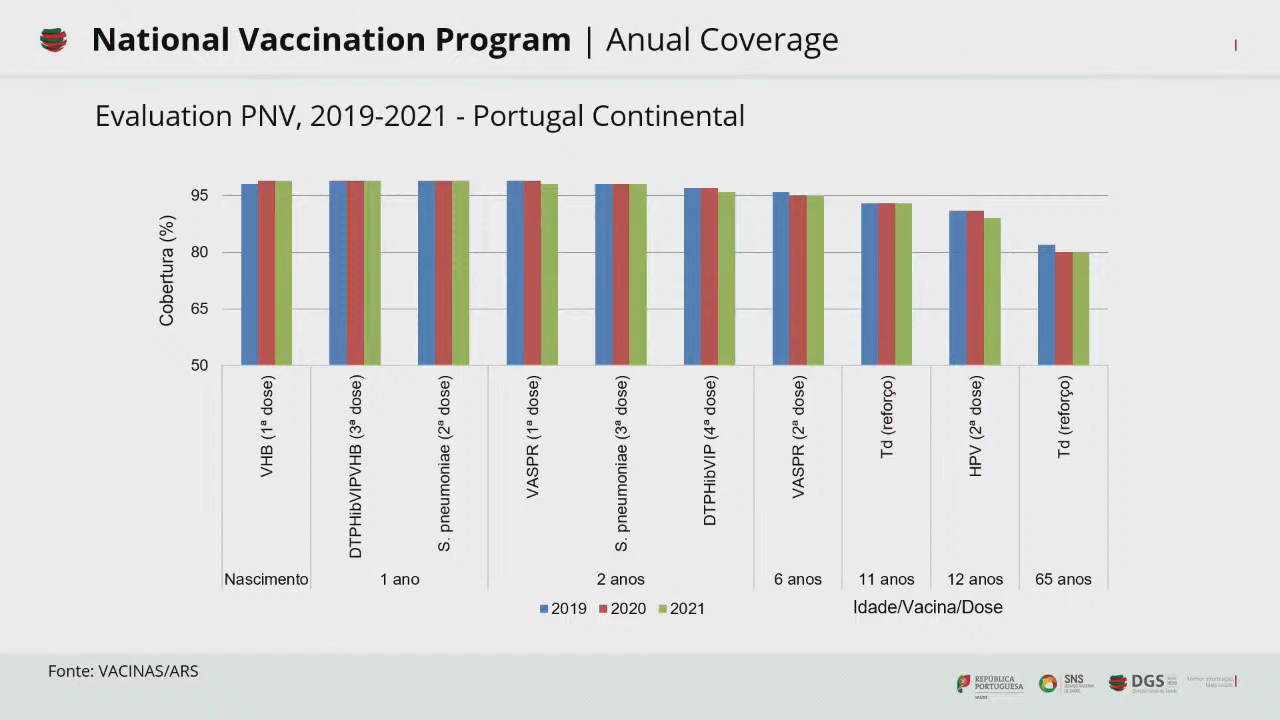 National Vaccination Program | Anual Coverage
Evaluation PNV, 2019-2021 - Portugal Continental
Cobertura (%)
95
80
65
50
VHB (1ª dose)
DTPHibVIPVHB (3ª dose)
S. pneumoniae (2ª dose)
VASPR (1ª dose)
S. pneumoniae (3ª dose)
DTPHibVIP (4ª dose)
VASPR (2ª dose)
Td (reforço)
HPV (2ª dose)
Td (reforço)
Nascimento 1 ano 2 anos 6 anos 11 anos 12 anos 65 anos
2019 2020 2021
Idade/Vacina/Dose
Fonte: VACINAS/ARS
REPÚBLICA
PORTUGUESA
SNS
DGS